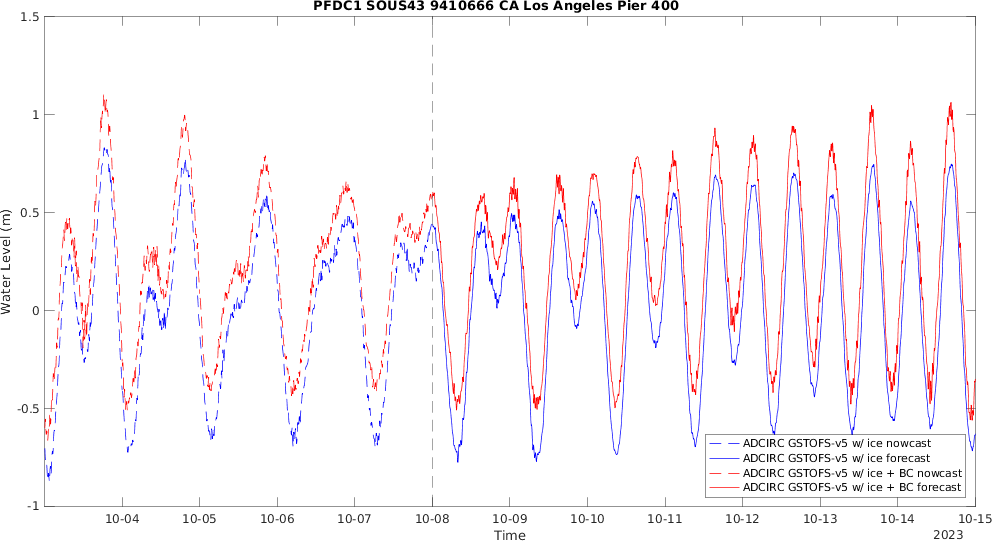 PFDC1 SOUS43 9410666 CA Los Angeles Pier 400
1.5
1
0.5
0
-0.5
-1
Water Level (m)
10-04
10-05
10-06
10-07
10-08
10-09
10-10
10-11
10-12
10-13
10-14
10-15
Time
2023
ADCIRC GSTOFS-v5 w/ ice nowcast
ADCIRC GSTOFS-v5 w/ ice forecast
ADCIRC GSTOFS-v5 w/ ice + BC nowcast
ADCIRC GSTOFS-v5 w/ ice + BC forecast